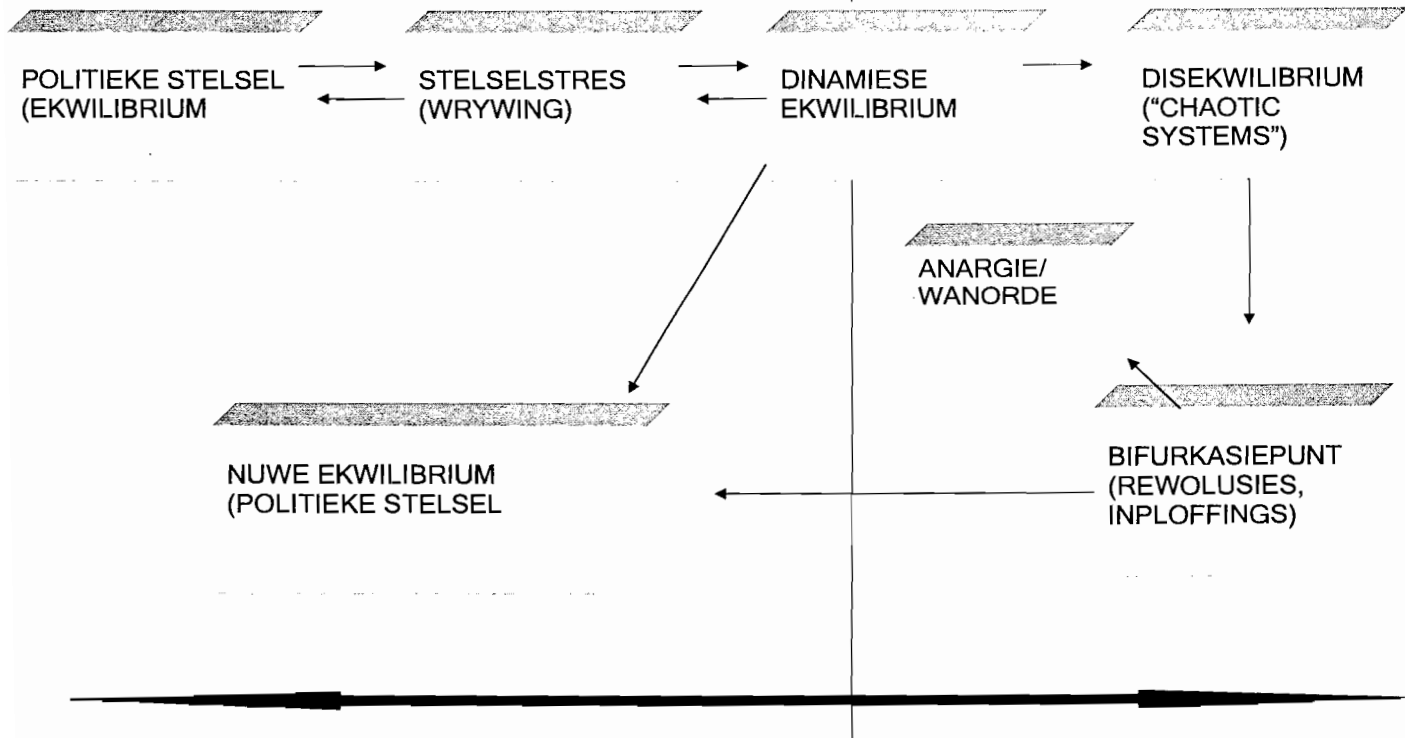 POLITIEKE STELSEL
(EKWILIBRIUM
STELSELSTRES
(WRYWING)
DINAMIESE
EKWILIBRIUM
DISEKWILIBRIUM
("CHAOTIC
SYSTEMS")
ANARGIE/
WANORDE
NUWE EKWILIBRIUM
(POLITIEKE STELSEL
BIFURKASIEPUNT
(REWOLUSIES,
INPLOFFINGS)